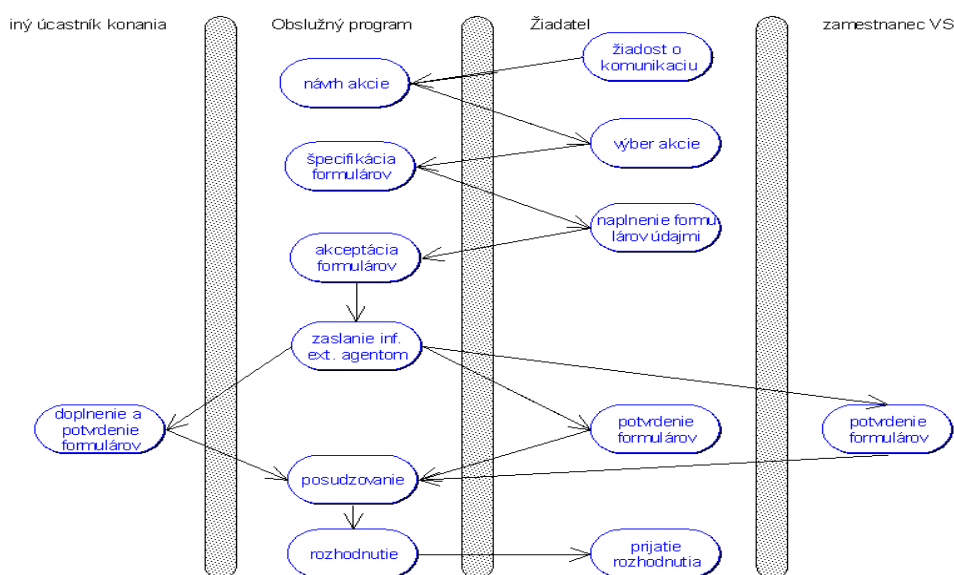 iný úcastník konania
Obslužný program
Žiadatel
zamestnanec VS
žiadost o
komunikaciu
návrh akcie
výber akcie
špecifikácia
formulárov
naplnenie formu-
lárov údajmi
akceptácia
formulárov
zaslanie inf.
ext. agentom
doplnenie a
potvrdenie
formulárov
potvrdenie
formulárov
potvrdenie
formulárov
posudzovanie
rozhodnutie
prijatie
rozhodnutia